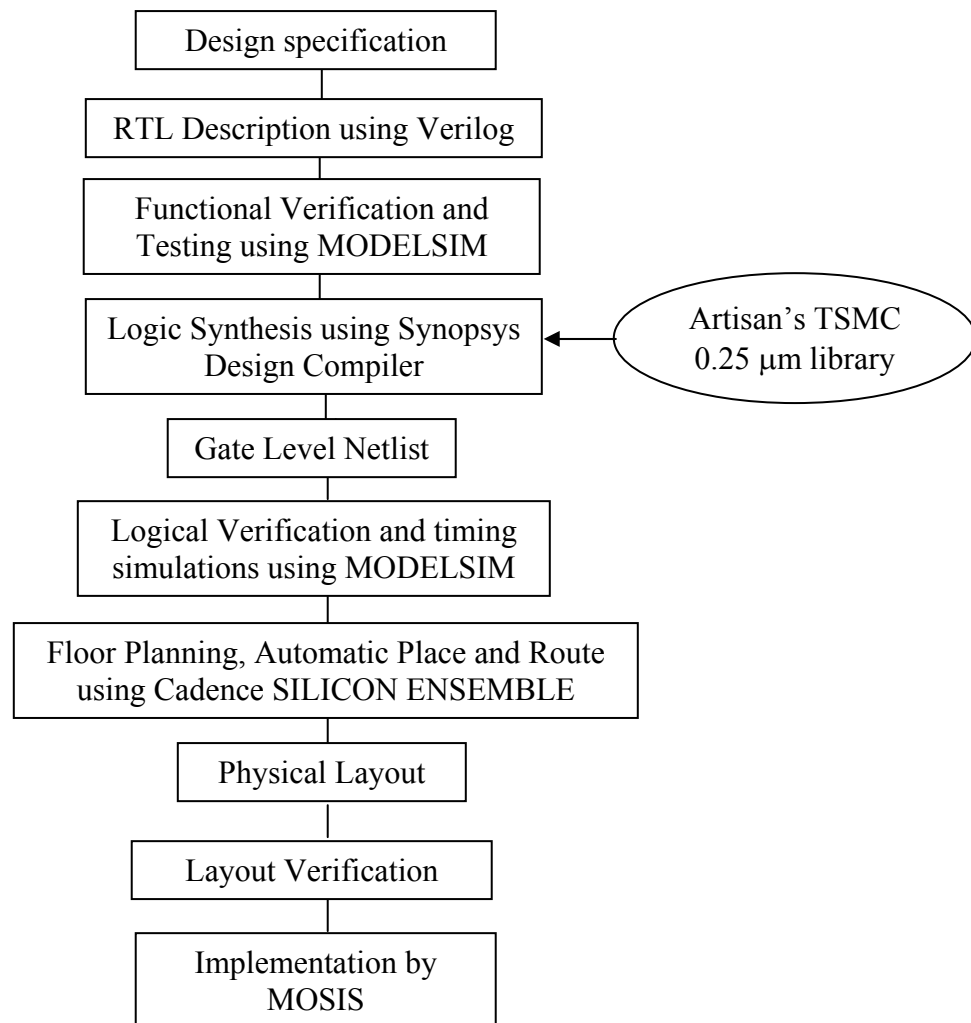 Design specification
RTL Description using Verilog
Functional Verification and
Testing using MODELSIM
Logic Synthesis using Synopsys
Design Compiler
Artisan’s TSMC
0.25 μm library
Gate Level Netlist
Logical Verification and timing
simulations using MODELSIM
Floor Planning, Automatic Place and Route
using Cadence SILICON ENSEMBLE
Physical Layout
Layout Verification
Implementation by
MOSIS